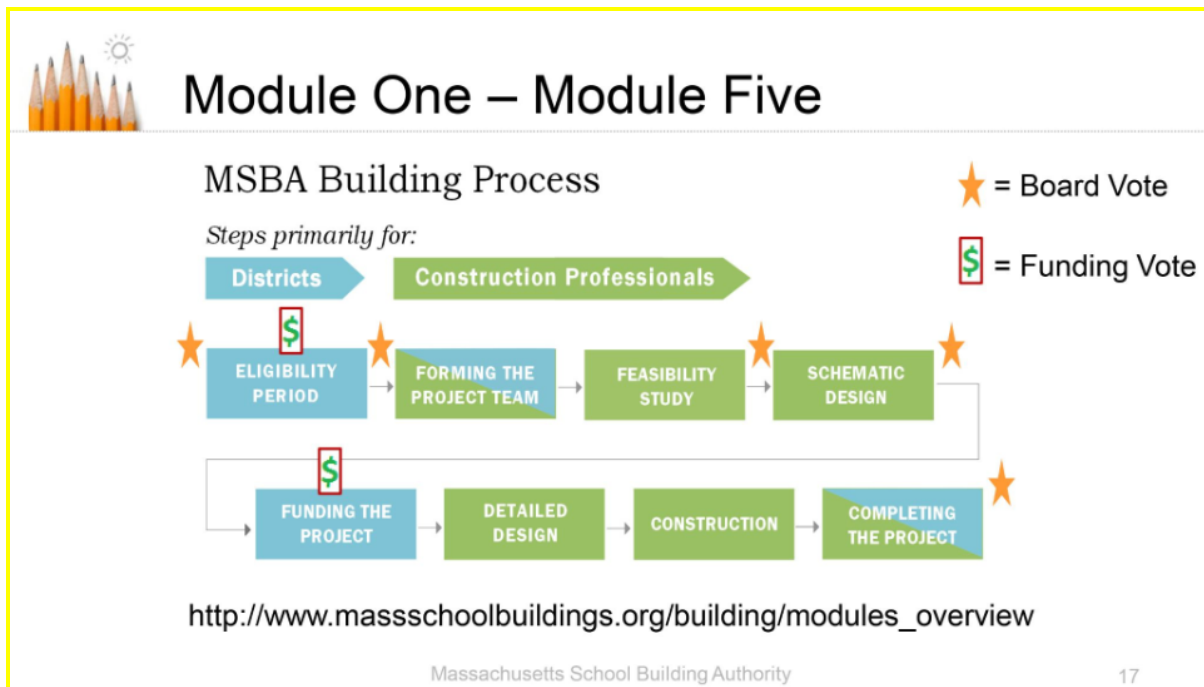 Module One – Module Five
MSBA Building Process
= Board Vote
Steps primarily for:
$ = Funding Vote
Districts
Construction Professionals
$
ELIGIBILITY
PERIOD
FORMING THE
PROJECT TEAM
FEASIBILITY
STUDY
SCHEMATIC
DESIGN
$
FUNDING THE
PROJECT
DETAILED
DESIGN
CONSTRUCTION
COMPLETING
THE PROJECT
http://www.massschoolbuildings.org/building/modules_overview
Massachusetts School Building Authority
17